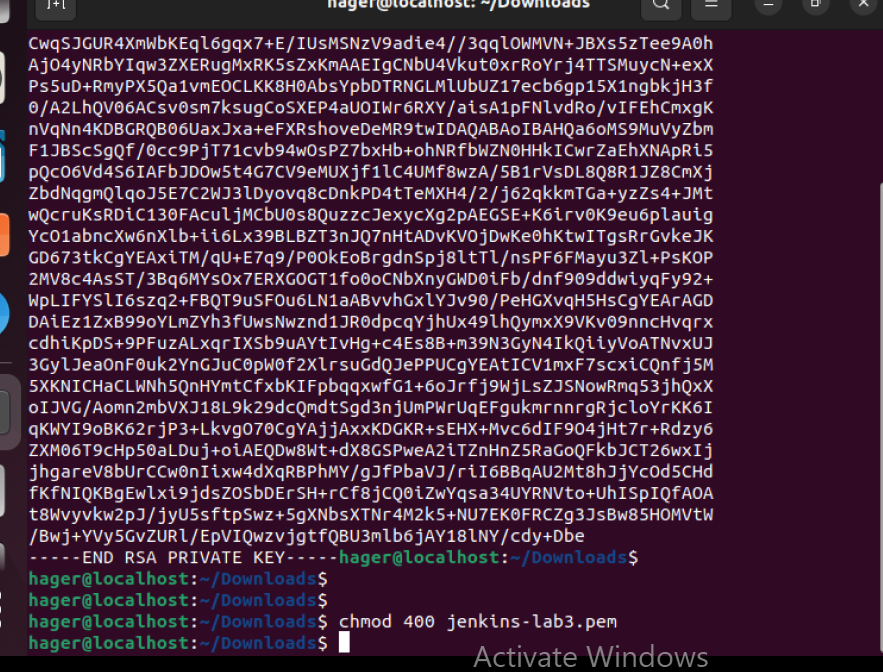 hager@localhost: ~/Downloads
CwqSJGUR4XmWbKEql6gqx7+E/IUsMSNzV9adie4//3qqlOWMVN+JBXs5zTee9A0h
AjO4yNRbYIqw3ZXERugMxRK5sZxKmAAEIgCNbU4Vkut0xrRoYrj4TTSMuycN+exX
Ps5uD+RmyPX5Qa1vmEOCLKK8H0AbsYpbDTRNGLMlUbUZ17ecb6gp15X1ngbkjH3f
0/A2LhQV06ACsv0sm7ksugCoSXEP4aUOIWr6RXY/aisA1pFNlvdRo/vIFEhCmxgK
nVqNn4KDBGRQB06UaxJxa+eFXRshoveDeMR9twIDAQABAoIBAHQa6oMS9MuVyZbm
F1JBScSgQf/0cc9PjT71cvb94wOsPZ7bxHb+ohNRfbWZN0HHkICwrZaEhXNApRi5
pQcO6Vd4S6IAFbJDOw5t4G7CV9eMUXjf1lC4UMf8wzA/5B1rVsDL8Q8R1JZ8CmXj
ZbdNqgmQlqoJ5E7C2WJ3lDyovq8cDnkPD4tTeMXH4/2/j62qkkmTGa+yzZs4+JMt
wQcruKsRDiC130FAculjMCbU0s8QuzzcJexycXg2pAEGSE+K6irv0K9eu6plauig
YcO1abncXw6nXlb+ii6Lx39BLBZT3nJQ7nHtADvKVOjDwKe0hKtwITgsRrGvkeJK
GD673tkCgYEAxiTM/qU+E7q9/P0OkEoBrgdnSpj8ltTl/nsPF6FMayu3Zl+PsKOP
2MV8c4AsST/3Bq6MYsOx7ERXGOGT1fo0oCNbXnyGWD0iFb/dnf909ddwiyqFy92+
WpLIFYSlI6szq2+FBQT9uSFOu6LN1aABvvhGxlYJv90/PeHGXvqH5HsCgYEArAGD
DAiEz1ZxB99oYLmZYh3fUwsNwznd1JR0dpcqYjhUx49lhQymxX9VKv09nncHvqrx
cdhiKpDS+9PFuzALxqrIXSb9uAYtIvHg+c4Es8B+m39N3GyN4IkQiiyVoATNvxUJ
3GylJeaOnF0uk2YnGJuC0pW0f2XlrsuGdQJePPUCgYEAtICV1mxF7scxiCQnfj5M
5XKNICHaCLWNh5QnHYmtCfxbKIFpbqqxwfG1+6oJrfj9WjLsZJSNowRmq53jhQxX
oIJVG/Aomn2mbVXJ18L9k29dcQmdtSgd3njUmPWrUqEFgukmrnnrgRjcloYrKK6I
qKWYI9oBK62rjP3+LkvgO70CgYAjjAxxKDGKR+sEHX+Mvc6dIF9O4jHt7r+Rdzy6
ZXM06T9cHp50aLDuj+oiAEQDw8Wt+dX8GSPweA2iTZnHnZ5RaGoQFkbJCT26wxIj
jhgareV8bUrCCw0nIixw4dXqRBPhMY/gJfPbaVJ/riI6BBqAU2Mt8hJjYcOd5CHd
fKfNIQKBgEwlxi9jdsZOSbDErSH+rCf8jCQ0iZwYqsa34UYRNVto+UhISpIQfAOA
t8Wvyvkw2pJ/jyU5sftpSwz+5gXNbsXTNr4M2k5+NU7EK0FRCZg3JsBw85HOMVtW
/Bwj+YVy5GvZURl/EpVIQwzvjgtfQBU3mlb6jAY18lNY/cdy+Dbe
-----END RSA PRIVATE KEY-----hager@localhost:~/Downloads$
hager@localhost:~/Downloads$
hager@localhost:~/Downloads$
hager@localhost:~/Downloads$ chmod 400 jenkins-lab3.pem
hager@localhost:~/Downloads$
Activate Windows